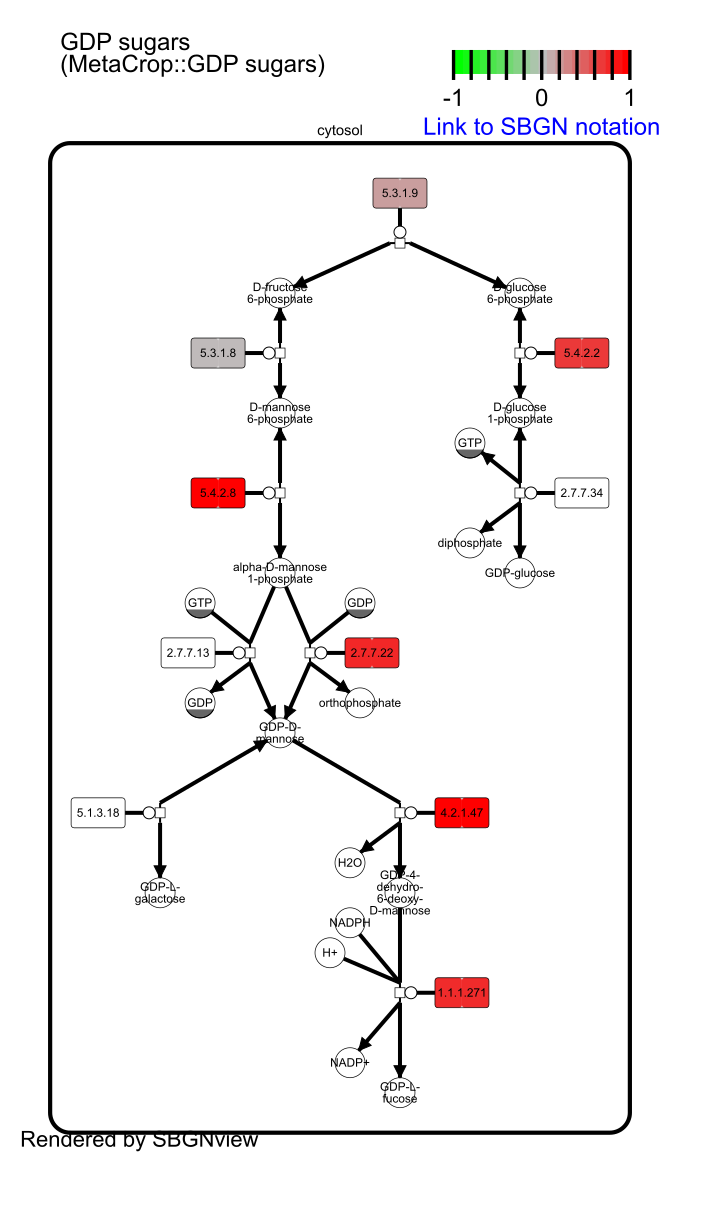 GDP sugars
(MetaCrop::GDP sugars)
-1
0
1
Link to SBGN notation
cytosol
5.3.1.9
D-fructose
6-phosphate
D-glucose
6-phosphate
5.3.1.8
5.4.2.2
D-mannose
6-phosphate
D-glucose
1-phosphate
GTP
5.4.2.8
2.7.7.34
diphosphate
alpha-D-mannose
1-phosphate
GDP-glucose
GTP
GDP
2.7.7.13
2.7.7.22
GDP
orthophosphate
GDP-D-
mannose
5.1.3.18
4.2.1.47
H2O
GDP-L-
galactose
GDP-4-
dehydro-
6-deoxy-
D-mannose
NADPH
H+
1.1.1.271
NADP+
GDP-L-
fucose
Rendered by SBGNview